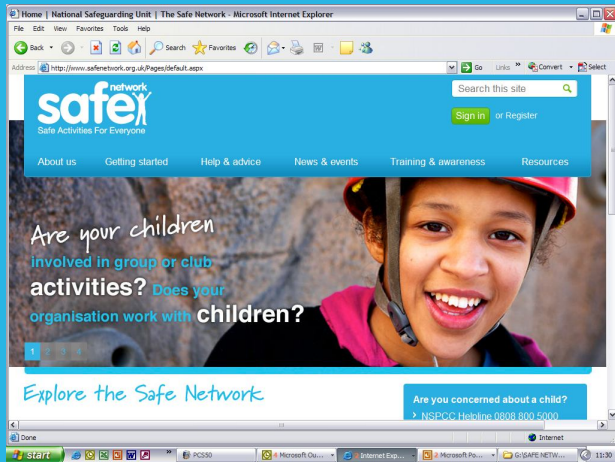 Home | National Safeguarding Unit | The Safe Network - Microsoft Internet Explorer
File Edit View Favorites Tools Help
Back Search Favorites
Address http://www.safenetwork.org.uk/Pages/default.aspx Go Links » Convert Select
network
safe
Safe Activities For Everyone
Search this site
Sign in or Register
About us Getting started Help & advice News & events Training & awareness Resources
Are your children
involved in group or club
activities? Does your
organisation work with children?
1 2 3 4
Explore the Safe Network
Are you concerned about a child?
NSPCC Helpline 0808 800 5000
Done Internet
start » PCS50 4 Microsoft Ou... Internet Exp... Microsoft Po... G:\SAFE NETW... 11:30